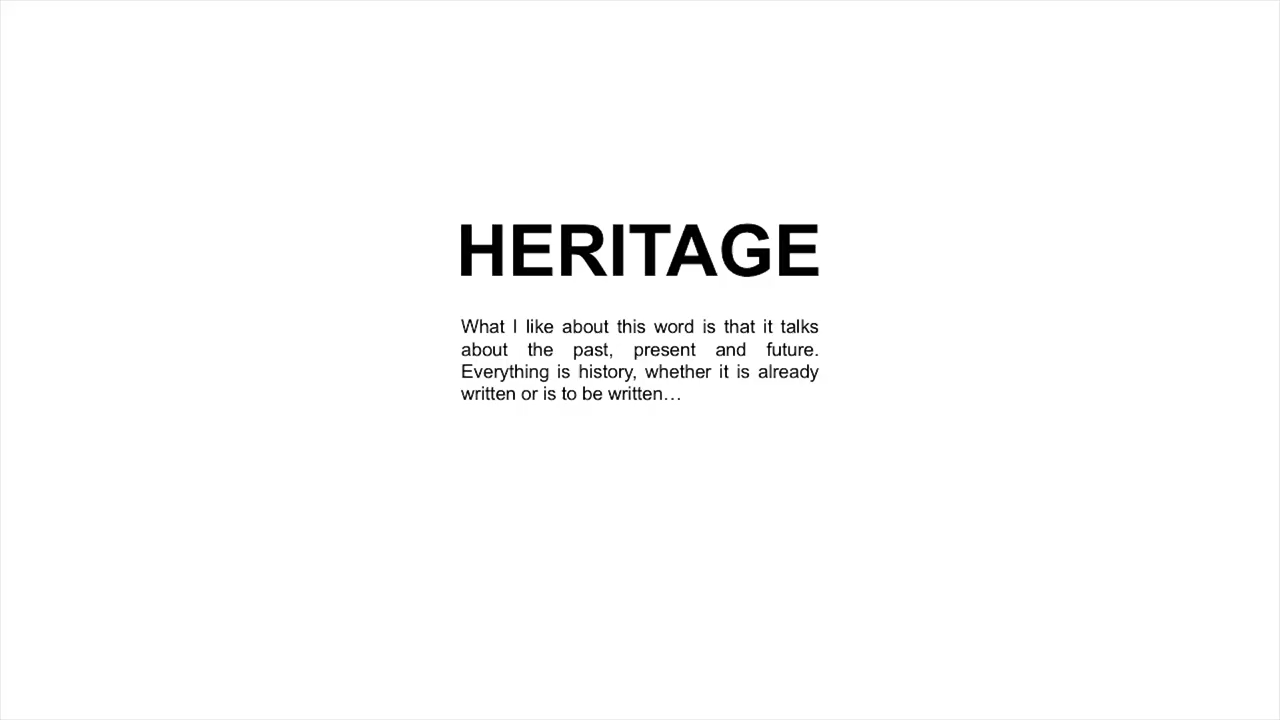 HERITAGE
What I like about this word is that it talks
about the past, present and future.
Everything is history, whether it is already
written or is to be written…